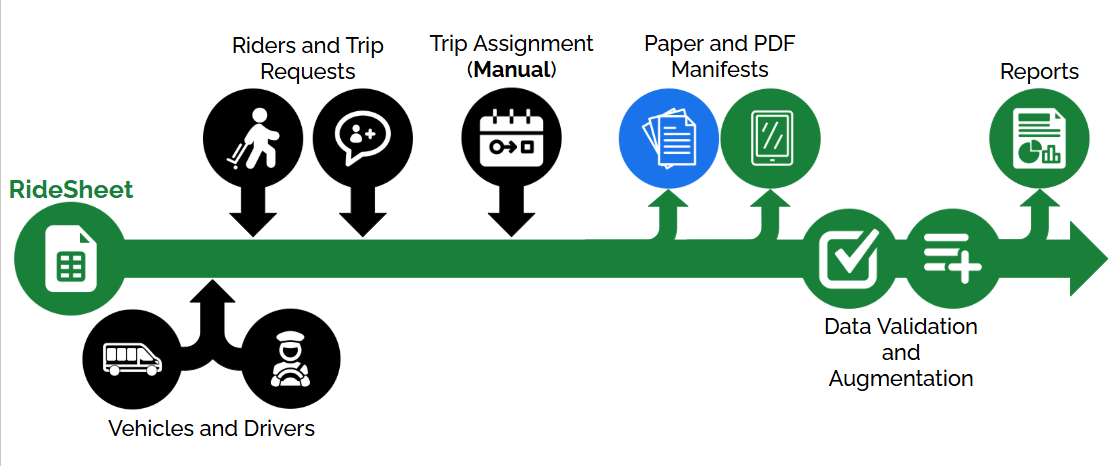 Riders and Trip
Requests
Trip Assignment
(Manual)
Paper and PDF
Manifests
Reports
RideSheet
Data Validation
and
Augmentation
Vehicles and Drivers